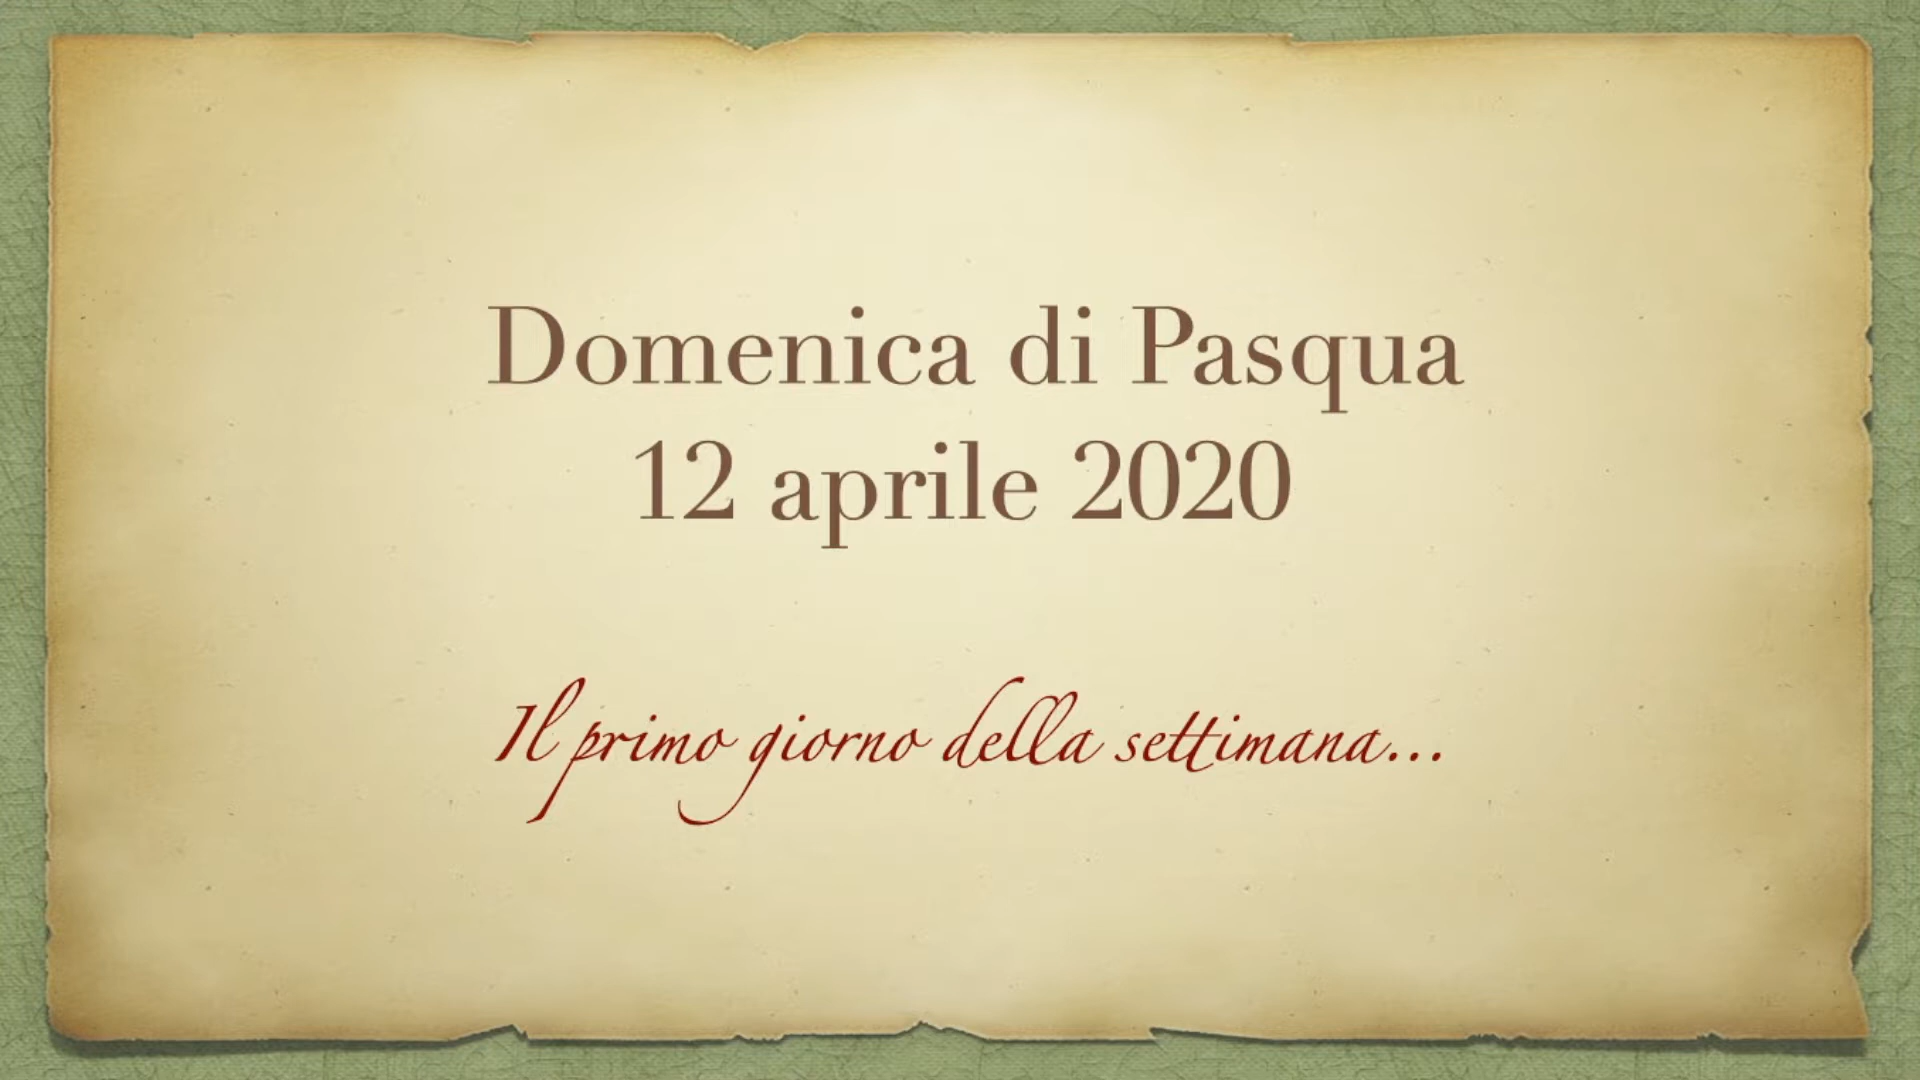 Domenica di Pasqua
12 aprile 2020
Il primo giorno della settimana...